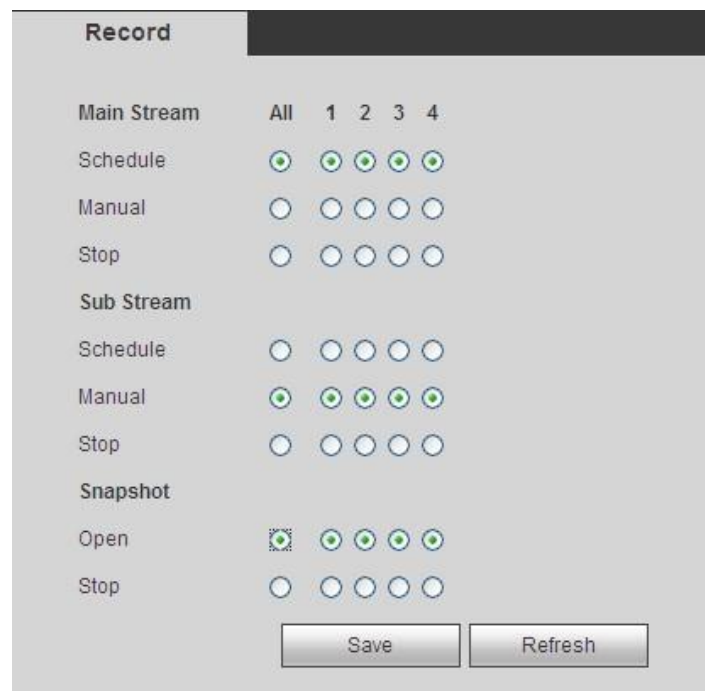 Record
Main Stream All 1 2 3 4
Schedule
Manual
Stop
Sub Stream
Schedule
Manual
Stop
Snapshot
Open
Stop
Save Refresh